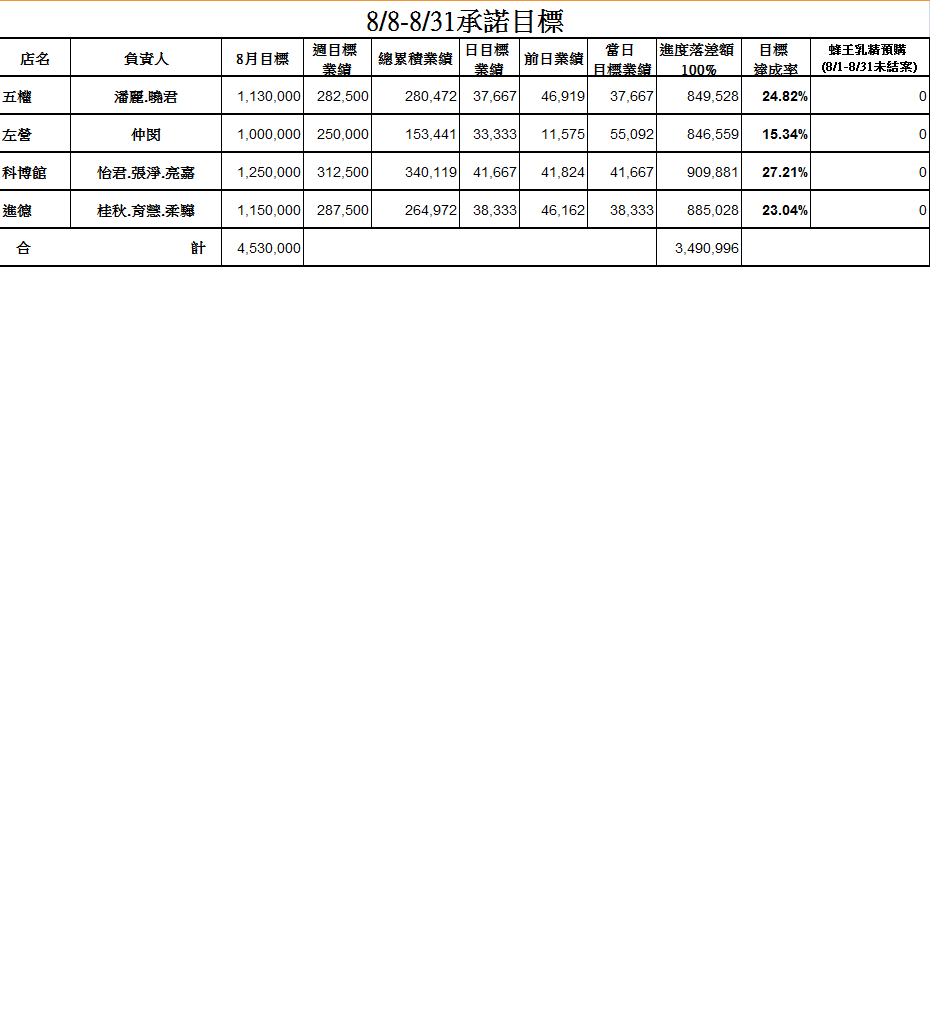 8/8-8/31承諾目標
店名 負責人 8月目標 週目標業績 總累積業績 日目標業績 前日業績 當日目標業績 進度落差額100% 目標達成率 蜂王乳精預購(8/1-8/31未結案)
五權 潘麗.曉君 1,130,000 282,500 280,472 37,667 46,919 37,667 849,528 24.82% 0
左營 仲閔 1,000,000 250,000 153,441 33,333 11,575 55,092 846,559 15.34% 0
科博館 怡君.張淨.亮嘉 1,250,000 312,500 340,119 41,667 41,824 41,667 909,881 27.21% 0
進德 桂秋.育慧.柔驊 1,150,000 287,500 264,972 38,333 46,162 38,333 885,028 23.04% 0
合 計 4,530,000 3,490,996